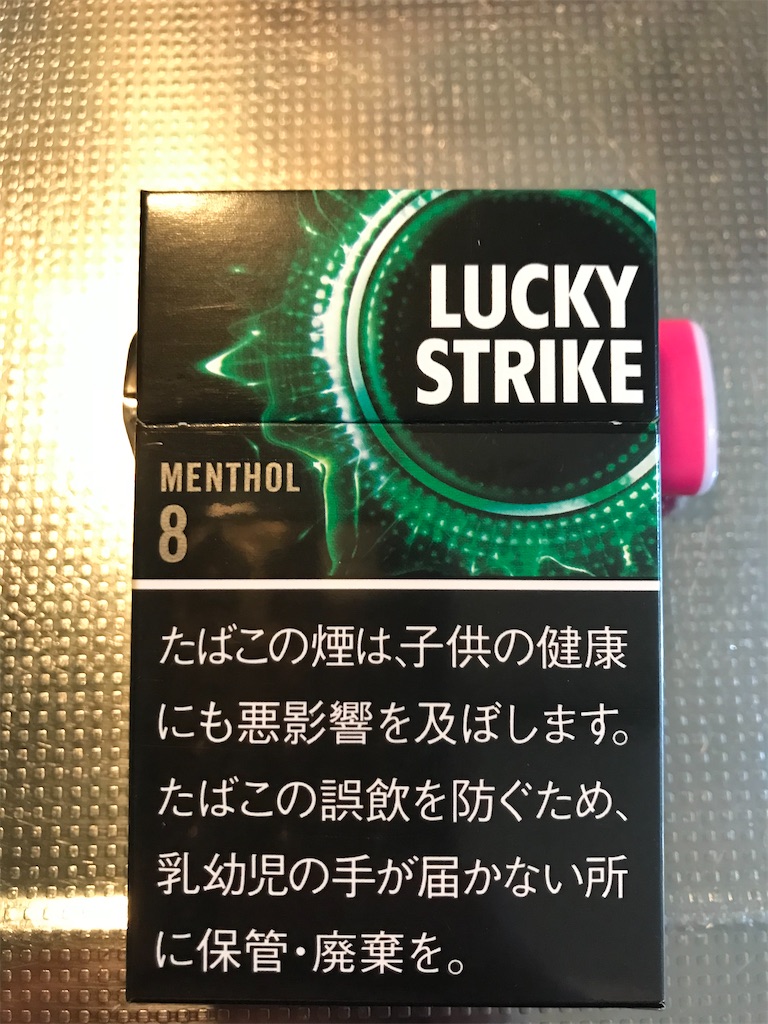 LUCKY
STRIKE
MENTHOL
8
たばこの煙は、子供の健康
にも悪影響を及ぼします。
たばこの誤飲を防ぐため、
乳幼児の手が届かない所
に保管・廃棄を。